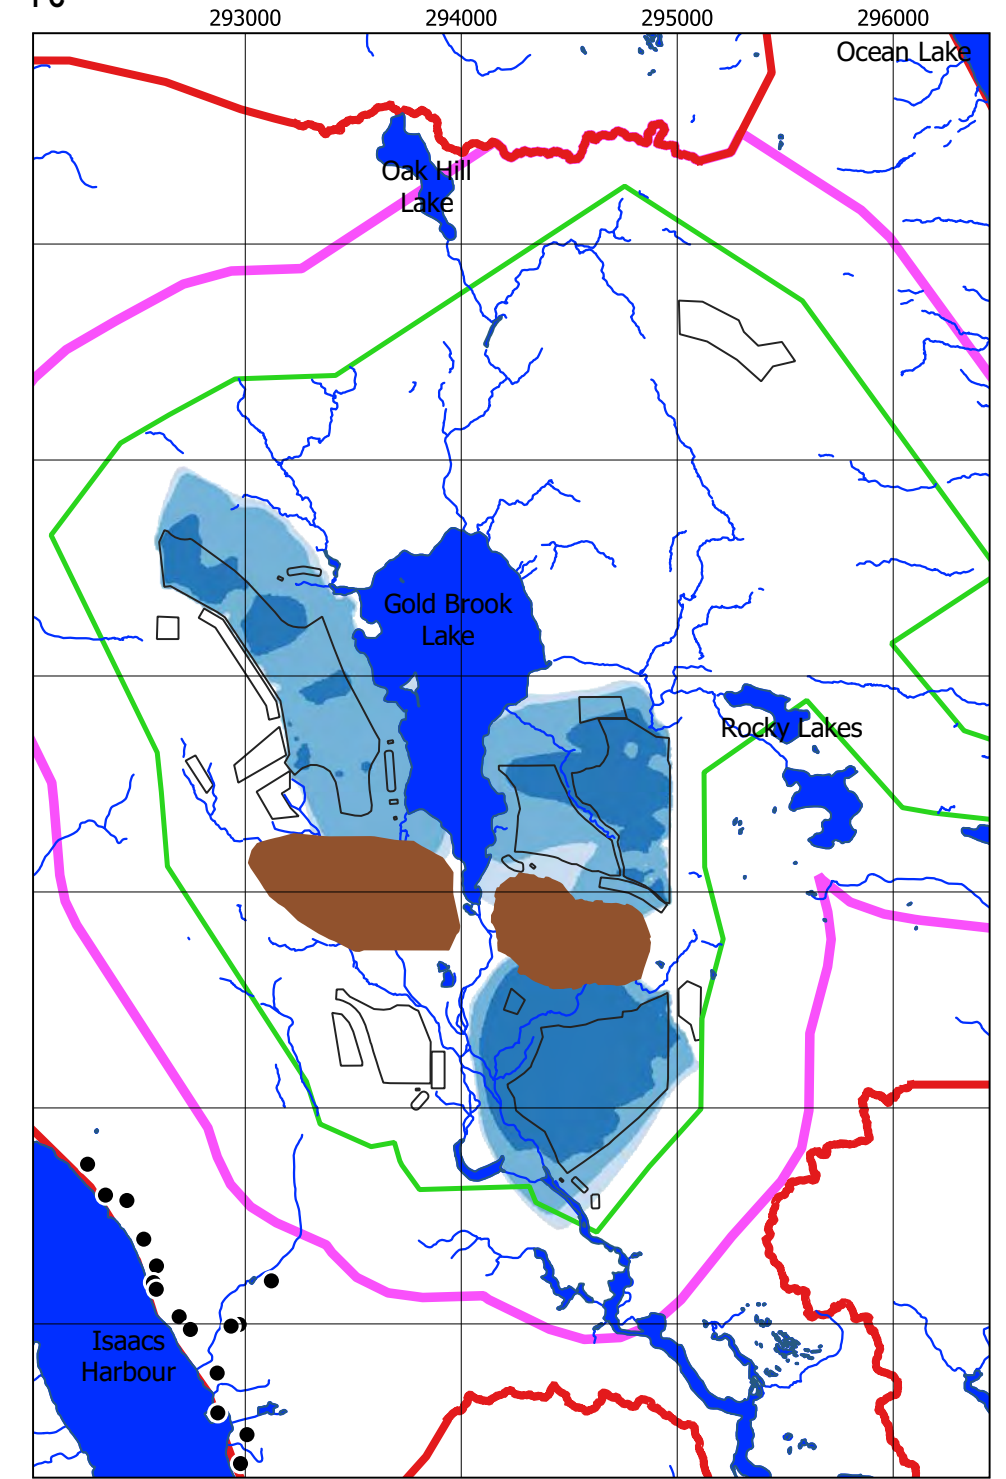 293000 294000 295000 296000
Ocean Lake
Oak Hill
Lake
Gold Brook
Lake
Rocky Lakes
Isaacs
Harbour